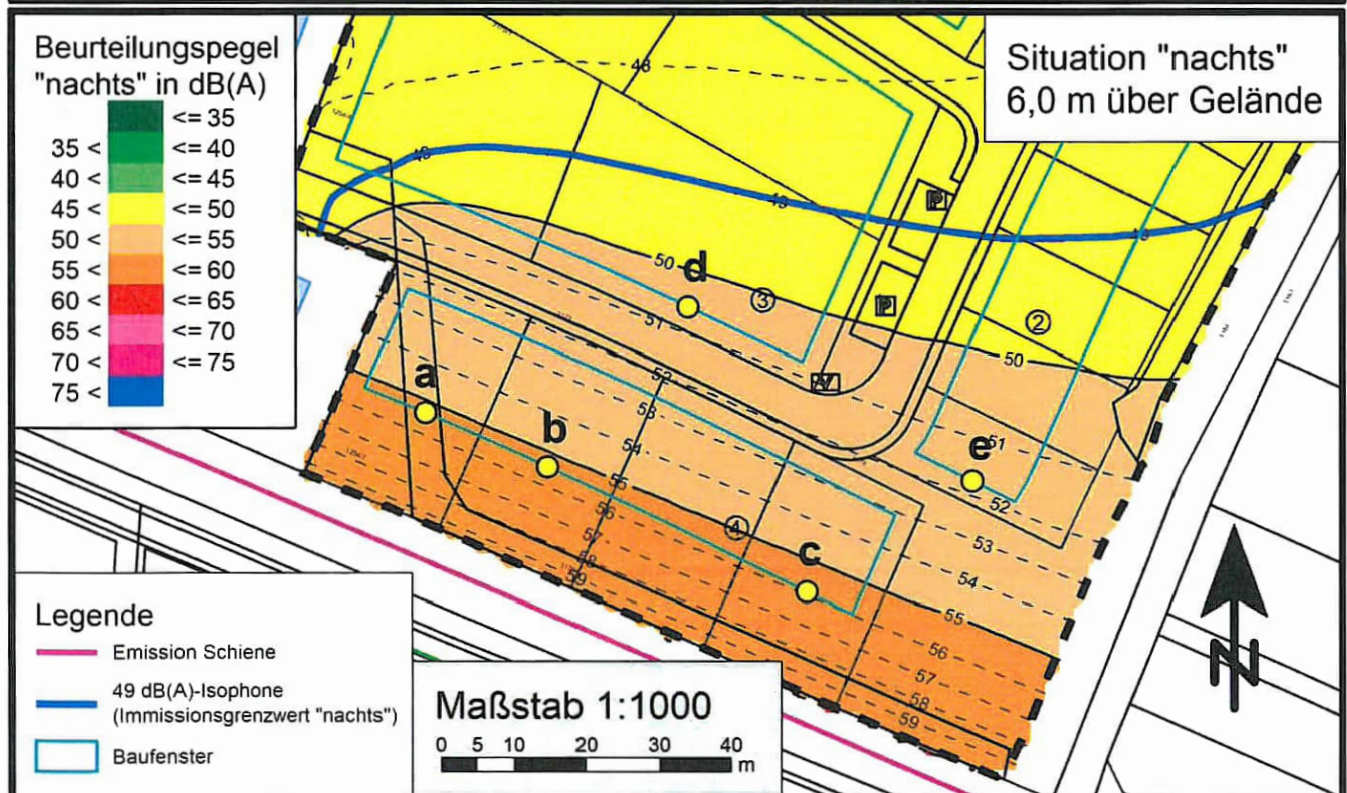 Beurteilungspegel
"nachts" in dB(A)
<= 35
35 < <= 40
40 < <= 45
45 < <= 50
50 < <= 55
55 < <= 60
60 < <= 65
65 < <= 70
70 < <= 75
75 <
Situation "nachts"
6,0 m über Gelände
48
49
49
49
P
50
d
3
P
2
51
50
V
52
a
53
51
b
54
e
55
52
56
4
53
57
c
54
58
59
55
56
57
58
59
N
Legende
Emission Schiene
49 dB(A)-Isophone
(Immissionsgrenzwert "nachts")
Baufenster
Maßstab 1:1000
0 5 10 20 30 40
m